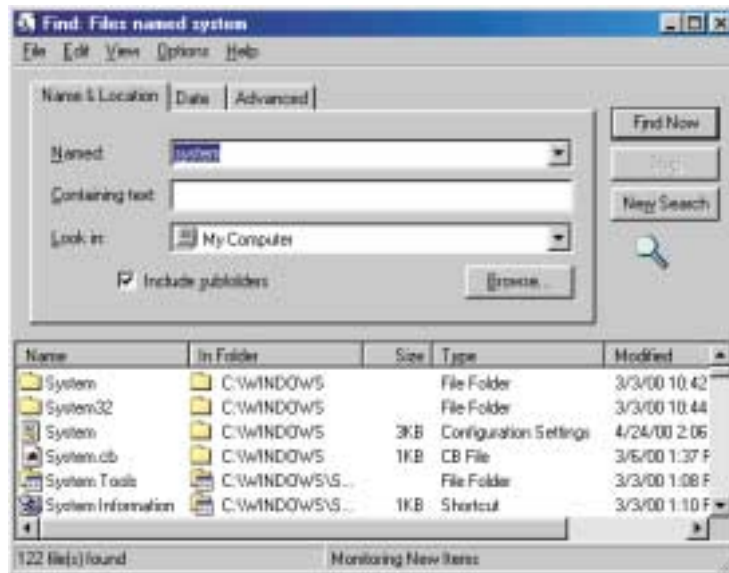 Find: Files named system
File Edit View Options Help
Name & Location Date Advanced
Find Now
Named: system
Stop
Containing text:
New Search
Look in: My Computer
Include subfolders
Browse...
Name In Folder Size Type Modified
System C:\WINDOWS File Folder 3/3/00 10:42
System32 C:\WINDOWS File Folder 3/3/00 10:44
System C:\WINDOWS 3KB Configuration Settings 4/24/00 2:06
System.cb C:\WINDOWS 1KB CB File 3/6/00 1:37 P
System Tools C:\WINDOWS\S... File Folder 3/3/00 1:08 P
System Information C:\WINDOWS\S... 1KB Shortcut 3/3/00 1:10 P
122 file(s) found Monitoring New Items